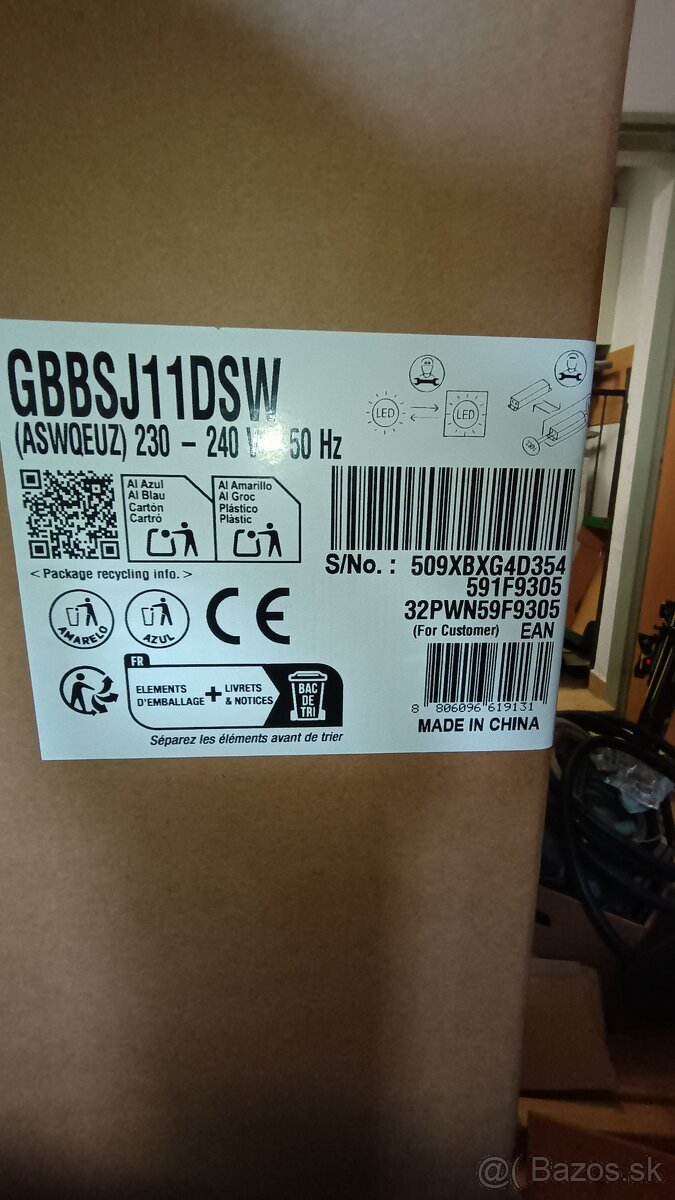 GBBSJ11DSW
(ASWQEUZ) 230 - 240 V 50 Hz
LED
LED
Al Azul
Al Blau
Cartón
Cartró
Al Amarillo
Al Groc
Plástico
Plàstic
< Package recycling info. >
S/No. : 509XBXG4D354
591F9305
32PWN59F9305
(For Customer) EAN
AMARELO
AZUL
CE
FR
ELEMENTS
D'EMBALLAGE
+
LIVRETS
& NOTICES
BAC
DE
TRI
Séparez les éléments avant de trier
8 806096 619131
MADE IN CHINA
@( Bazos.sk